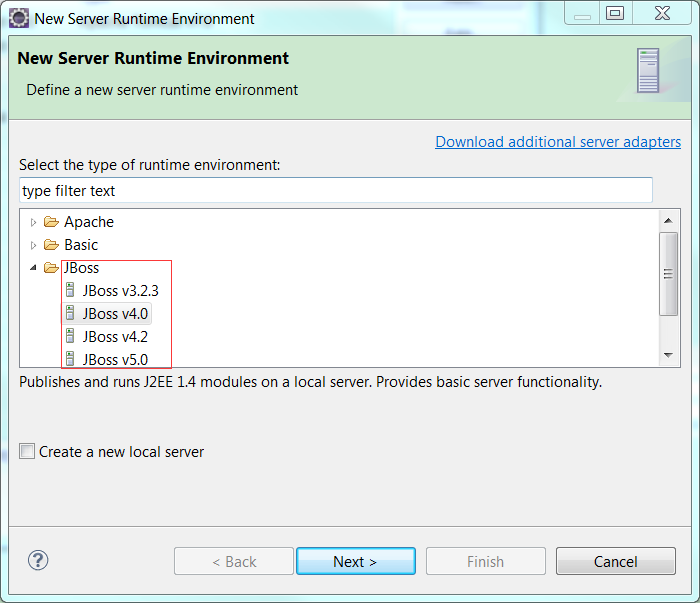 New Server Runtime Environment
New Server Runtime Environment
Define a new server runtime environment
Download additional server adapters
Select the type of runtime environment:
type filter text
Apache
Basic
JBoss
JBoss v3.2.3
JBoss v4.0
JBoss v4.2
JBoss v5.0
Publishes and runs J2EE 1.4 modules on a local server. Provides basic server functionality.
Create a new local server
? < Back Next > Finish Cancel